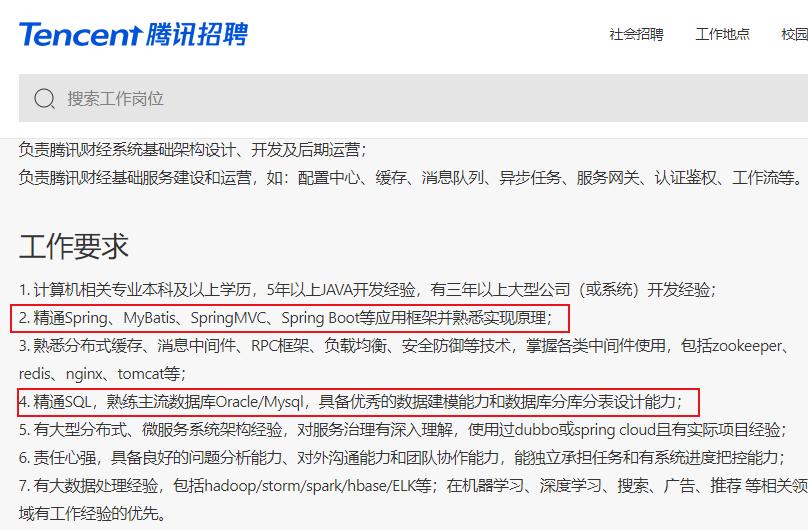 Tencent 腾讯招聘
社会招聘 工作地点 校园
搜索工作岗位
负责腾讯财经系统基础架构设计、开发及后期运营；
负责腾讯财经基础服务建设和运营，如：配置中心、缓存、消息队列、异步任务、服务网关、认证鉴权、工作流等。
工作要求
1. 计算机相关专业本科及以上学历，5年以上JAVA开发经验，有三年以上大型公司（或系统）开发经验；
2. 精通Spring、MyBatis、SpringMVC、Spring Boot等应用框架并熟悉实现原理；
3. 熟悉分布式缓存、消息中间件、RPC框架、负载均衡、安全防御等技术，掌握各类中间件使用，包括zookeeper、
redis、nginx、tomcat等；
4. 精通SQL，熟练主流数据库Oracle/Mysql，具备优秀的数据建模能力和数据库分库分表设计能力；
5. 有大型分布式、微服务系统架构经验，对服务治理有深入理解，使用过dubbo或spring cloud且有实际项目经验；
6. 责任心强，具备良好的问题分析能力、对外沟通能力和团队协作能力，能独立承担任务和有系统进度把控能力；
7. 有大数据处理经验，包括hadoop/storm/spark/hbase/ELK等；在机器学习、深度学习、搜索、广告、推荐 等相关领
域有工作经验的优先。